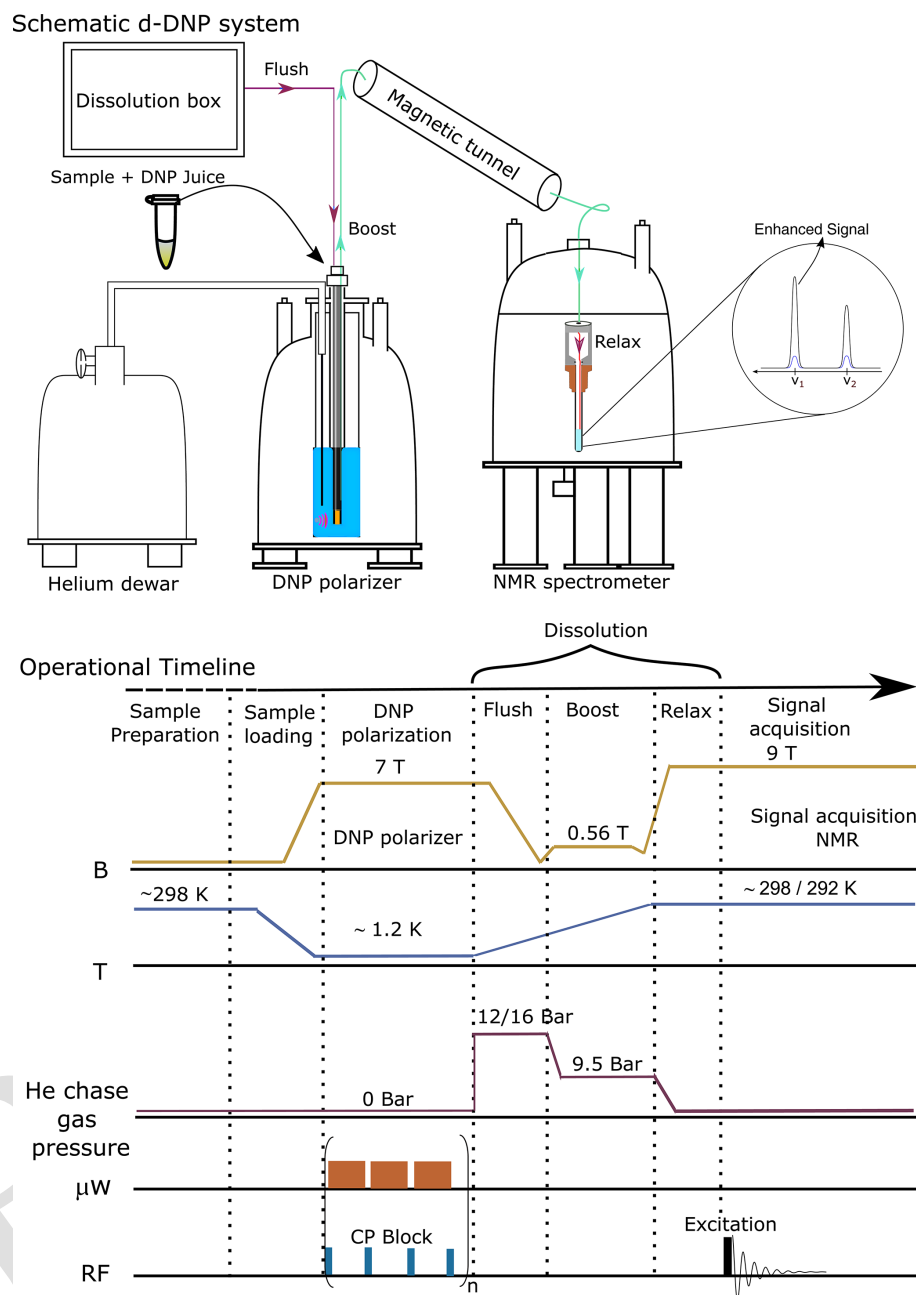 Schematic d-DNP system
Dissolution box
Flush
Magnetic tunnel
Sample + DNP Juice
Boost
Enhanced Signal
Relax
v1
v2
Helium dewar
DNP polarizer
NMR spectrometer
Dissolution
Operational Timeline
Sample
Preparation
Sample
loading
DNP
polarization
Flush
Boost
Relax
Signal
acquisition
7 T
9 T
DNP polarizer
0.56 T
Signal acquisition
NMR
B
~298 K
~ 1.2 K
~ 298 / 292 K
T
12/16 Bar
9.5 Bar
0 Bar
He chase
gas
pressure
µW
CP Block
Excitation
RF
n